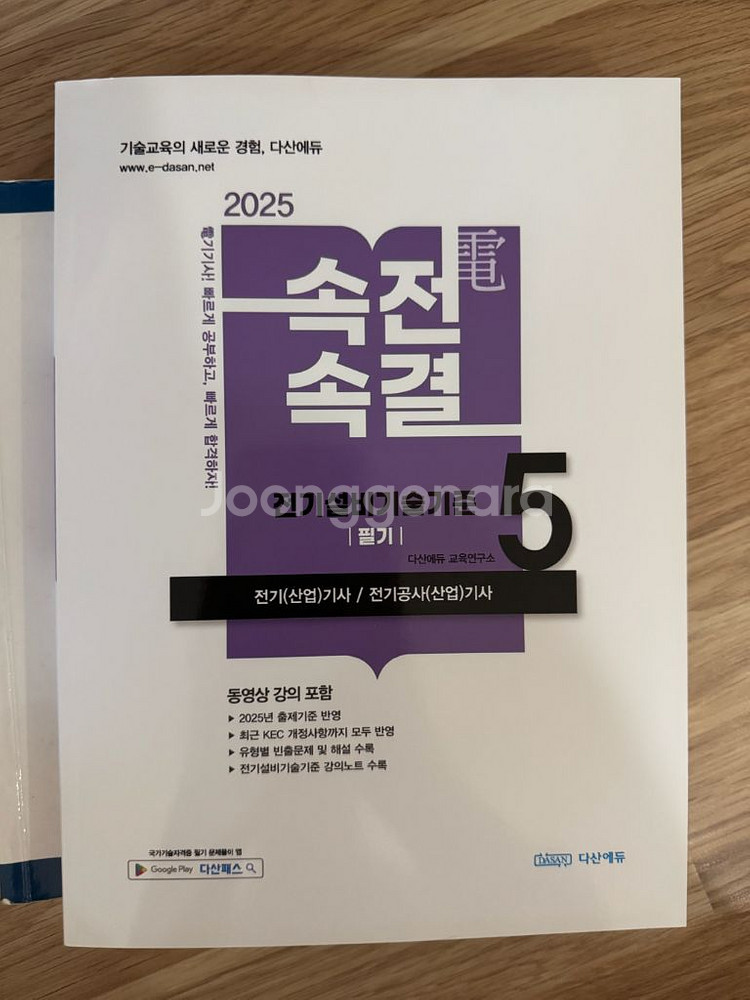 기술교육의 새로운 경험, 다산에듀
www.e-dasan.net
2025
電기기사! 빠르게 공부하고, 빠르게 합격하자!
電
속전
속결
전기설비기술기준
5
|필기|
다산에듀 교육연구소
전기(산업)기사 / 전기공사(산업)기사
Joonggonara
동영상 강의 포함
▶ 2025년 출제기준 반영
▶ 최근 KEC 개정사항까지 모두 반영
▶ 유형별 빈출문제 및 해설 수록
▶ 전기설비기술기준 강의노트 수록
국가기술자격증 필기 문제풀이 앱
Google Play 다산패스
DASAN 다산에듀